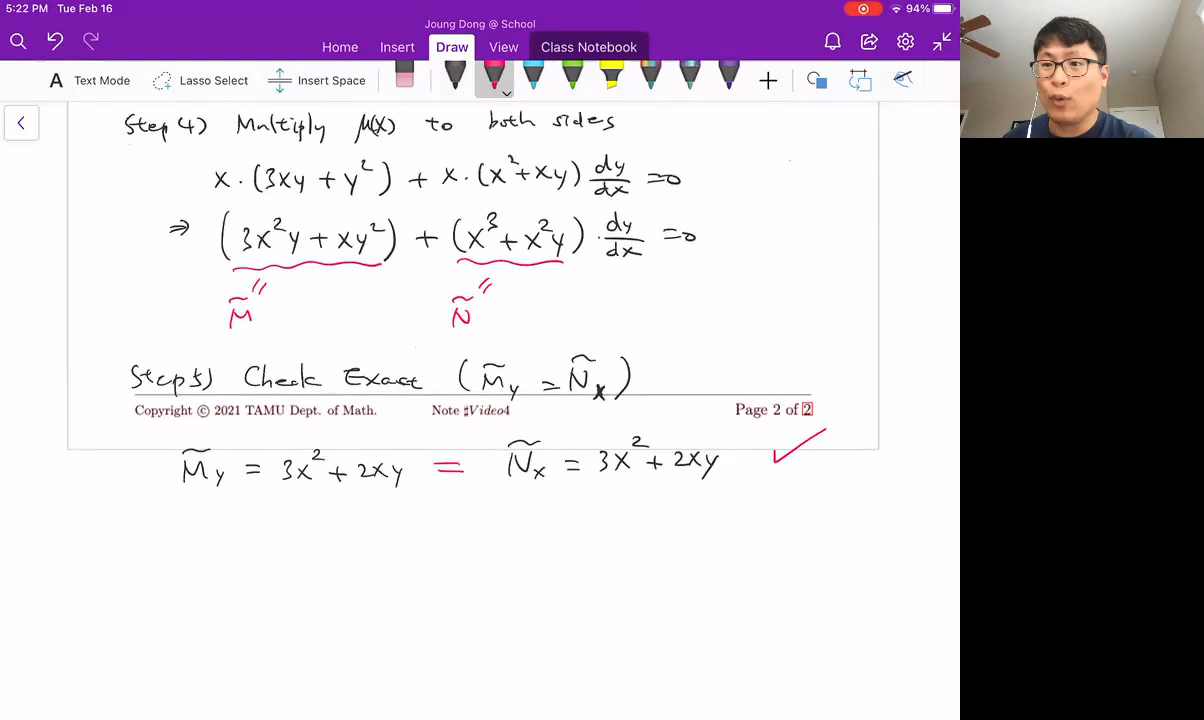 5:22 PM Tue Feb 16
94%
Joung Dong @ School
Home Insert Draw View Class Notebook
Text Mode Lasso Select Insert Space
Step 4) Multiply μ(x) to both sides
x · (3xy + y²) + x · (x² + xy) dy/dx = 0
⇒ (3x²y + xy²) + (x³ + x²y) · dy/dx = 0
M̃ Ñ
Step 5) Check Exact (M̃y = Ñx)
Copyright © 2021 TAMU Dept. of Math. Note ♯Video4 Page 2 of 2
M̃y = 3x² + 2xy = Ñx = 3x² + 2xy ✓